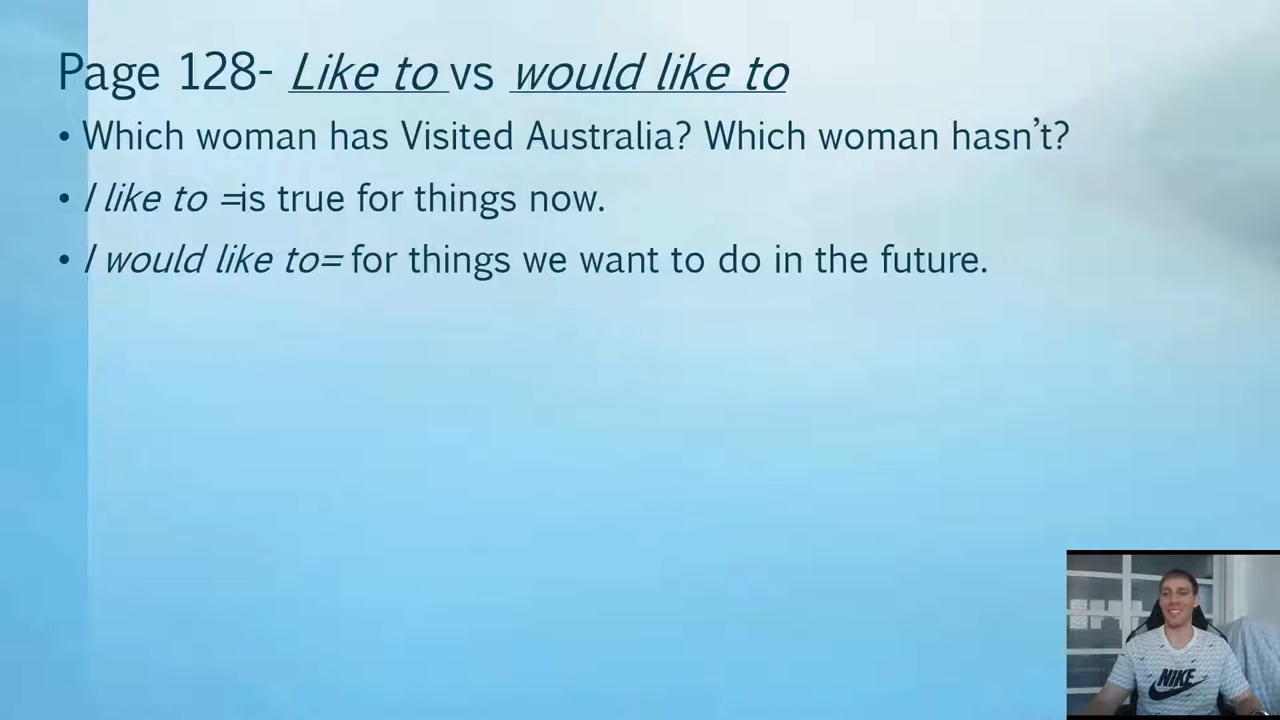 Page 128- Like to vs would like to
• Which woman has Visited Australia? Which woman hasn't?
• I like to =is true for things now.
• I would like to= for things we want to do in the future.
NIKE